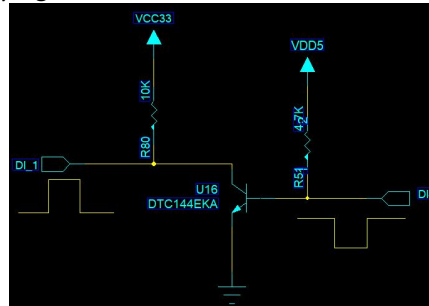 VCC33
VDD5
10K
4.7K
R80
R51
DI_1
U16
DTC144EKA
DI